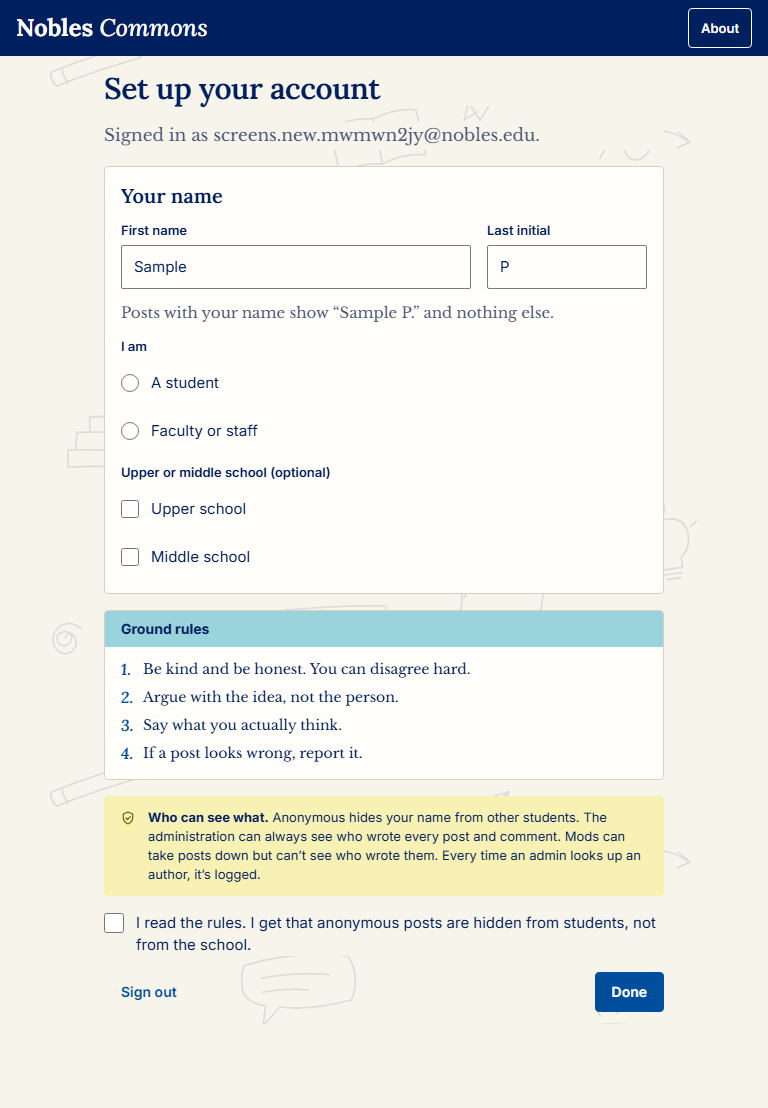 Nobles Commons
About
Set up your account
Signed in as screens.new.mwmwn2jy@nobles.edu.
Your name
First name
Last initial
Sample
P
Posts with your name show “Sample P.” and nothing else.
I am
A student
Faculty or staff
Upper or middle school (optional)
Upper school
Middle school
Ground rules
1. Be kind and be honest. You can disagree hard.
2. Argue with the idea, not the person.
3. Say what you actually think.
4. If a post looks wrong, report it.
Who can see what. Anonymous hides your name from other students. The
administration can always see who wrote every post and comment. Mods can
take posts down but can’t see who wrote them. Every time an admin looks up an
author, it’s logged.
I read the rules. I get that anonymous posts are hidden from students, not
from the school.
Sign out
Done